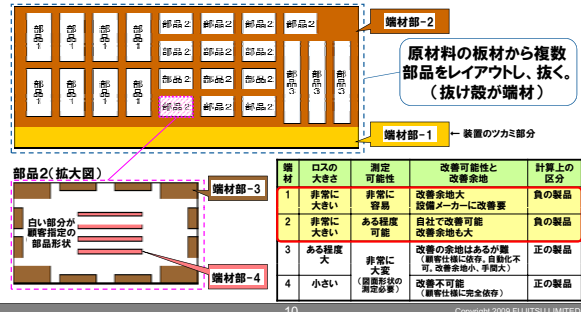 部品1
部品1
部品1
部品1
部品2
部品2
部品2
部品2
部品2
部品2
部品2
部品1
部品1
部品1
部品1
部品2
部品2
部品2
部品2
部品2
部品2
部品3
部品3
部品3
端材部-2
原材料の板材から複数
部品をレイアウトし、抜く。
(抜け殻が端材)
端材部-1
← 装置のツカミ部分
部品2(拡大図)
端材部-3
白い部分が
顧客指定の
部品形状
端材部-4
端材
ロスの大きさ
測定可能性
改善可能性と改善余地
計算上の区分
1
非常に大きい
非常に容易
改善余地大
設備メーカーに改善要
負の製品
2
非常に大きい
ある程度可能
自社で改善可能
改善余地も大
負の製品
3
ある程度大
非常に大変
(図面形状の測定必要)
改善の余地はあるが難
(顧客仕様に依存。自動化不可。改善余地小、手間大)
正の製品
4
小さい
改善不可能
(顧客仕様に完全依存)
正の製品
10
Copyright 2009 FUJITSU LIMITED